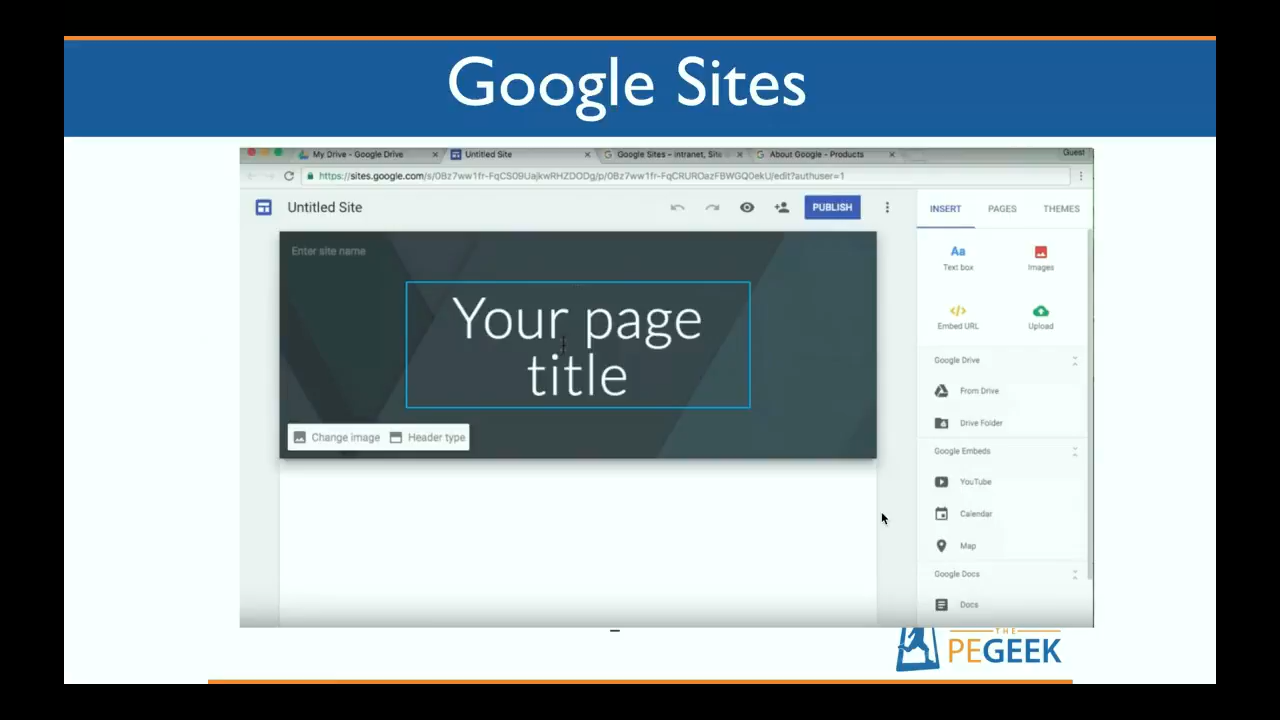 Google Sites
My Drive - Google Drive
Untitled Site
Google Sites – intranet, Site
About Google - Products
Guest
Untitled Site
PUBLISH
INSERT
PAGES
THEMES
Enter site name
Your page
title
Change image
Header type
Aa
Text box
Images
Embed URL
Upload
Google Drive
From Drive
Drive Folder
Google Embeds
YouTube
Calendar
Map
Google Docs
Docs
THE
PEGEEK